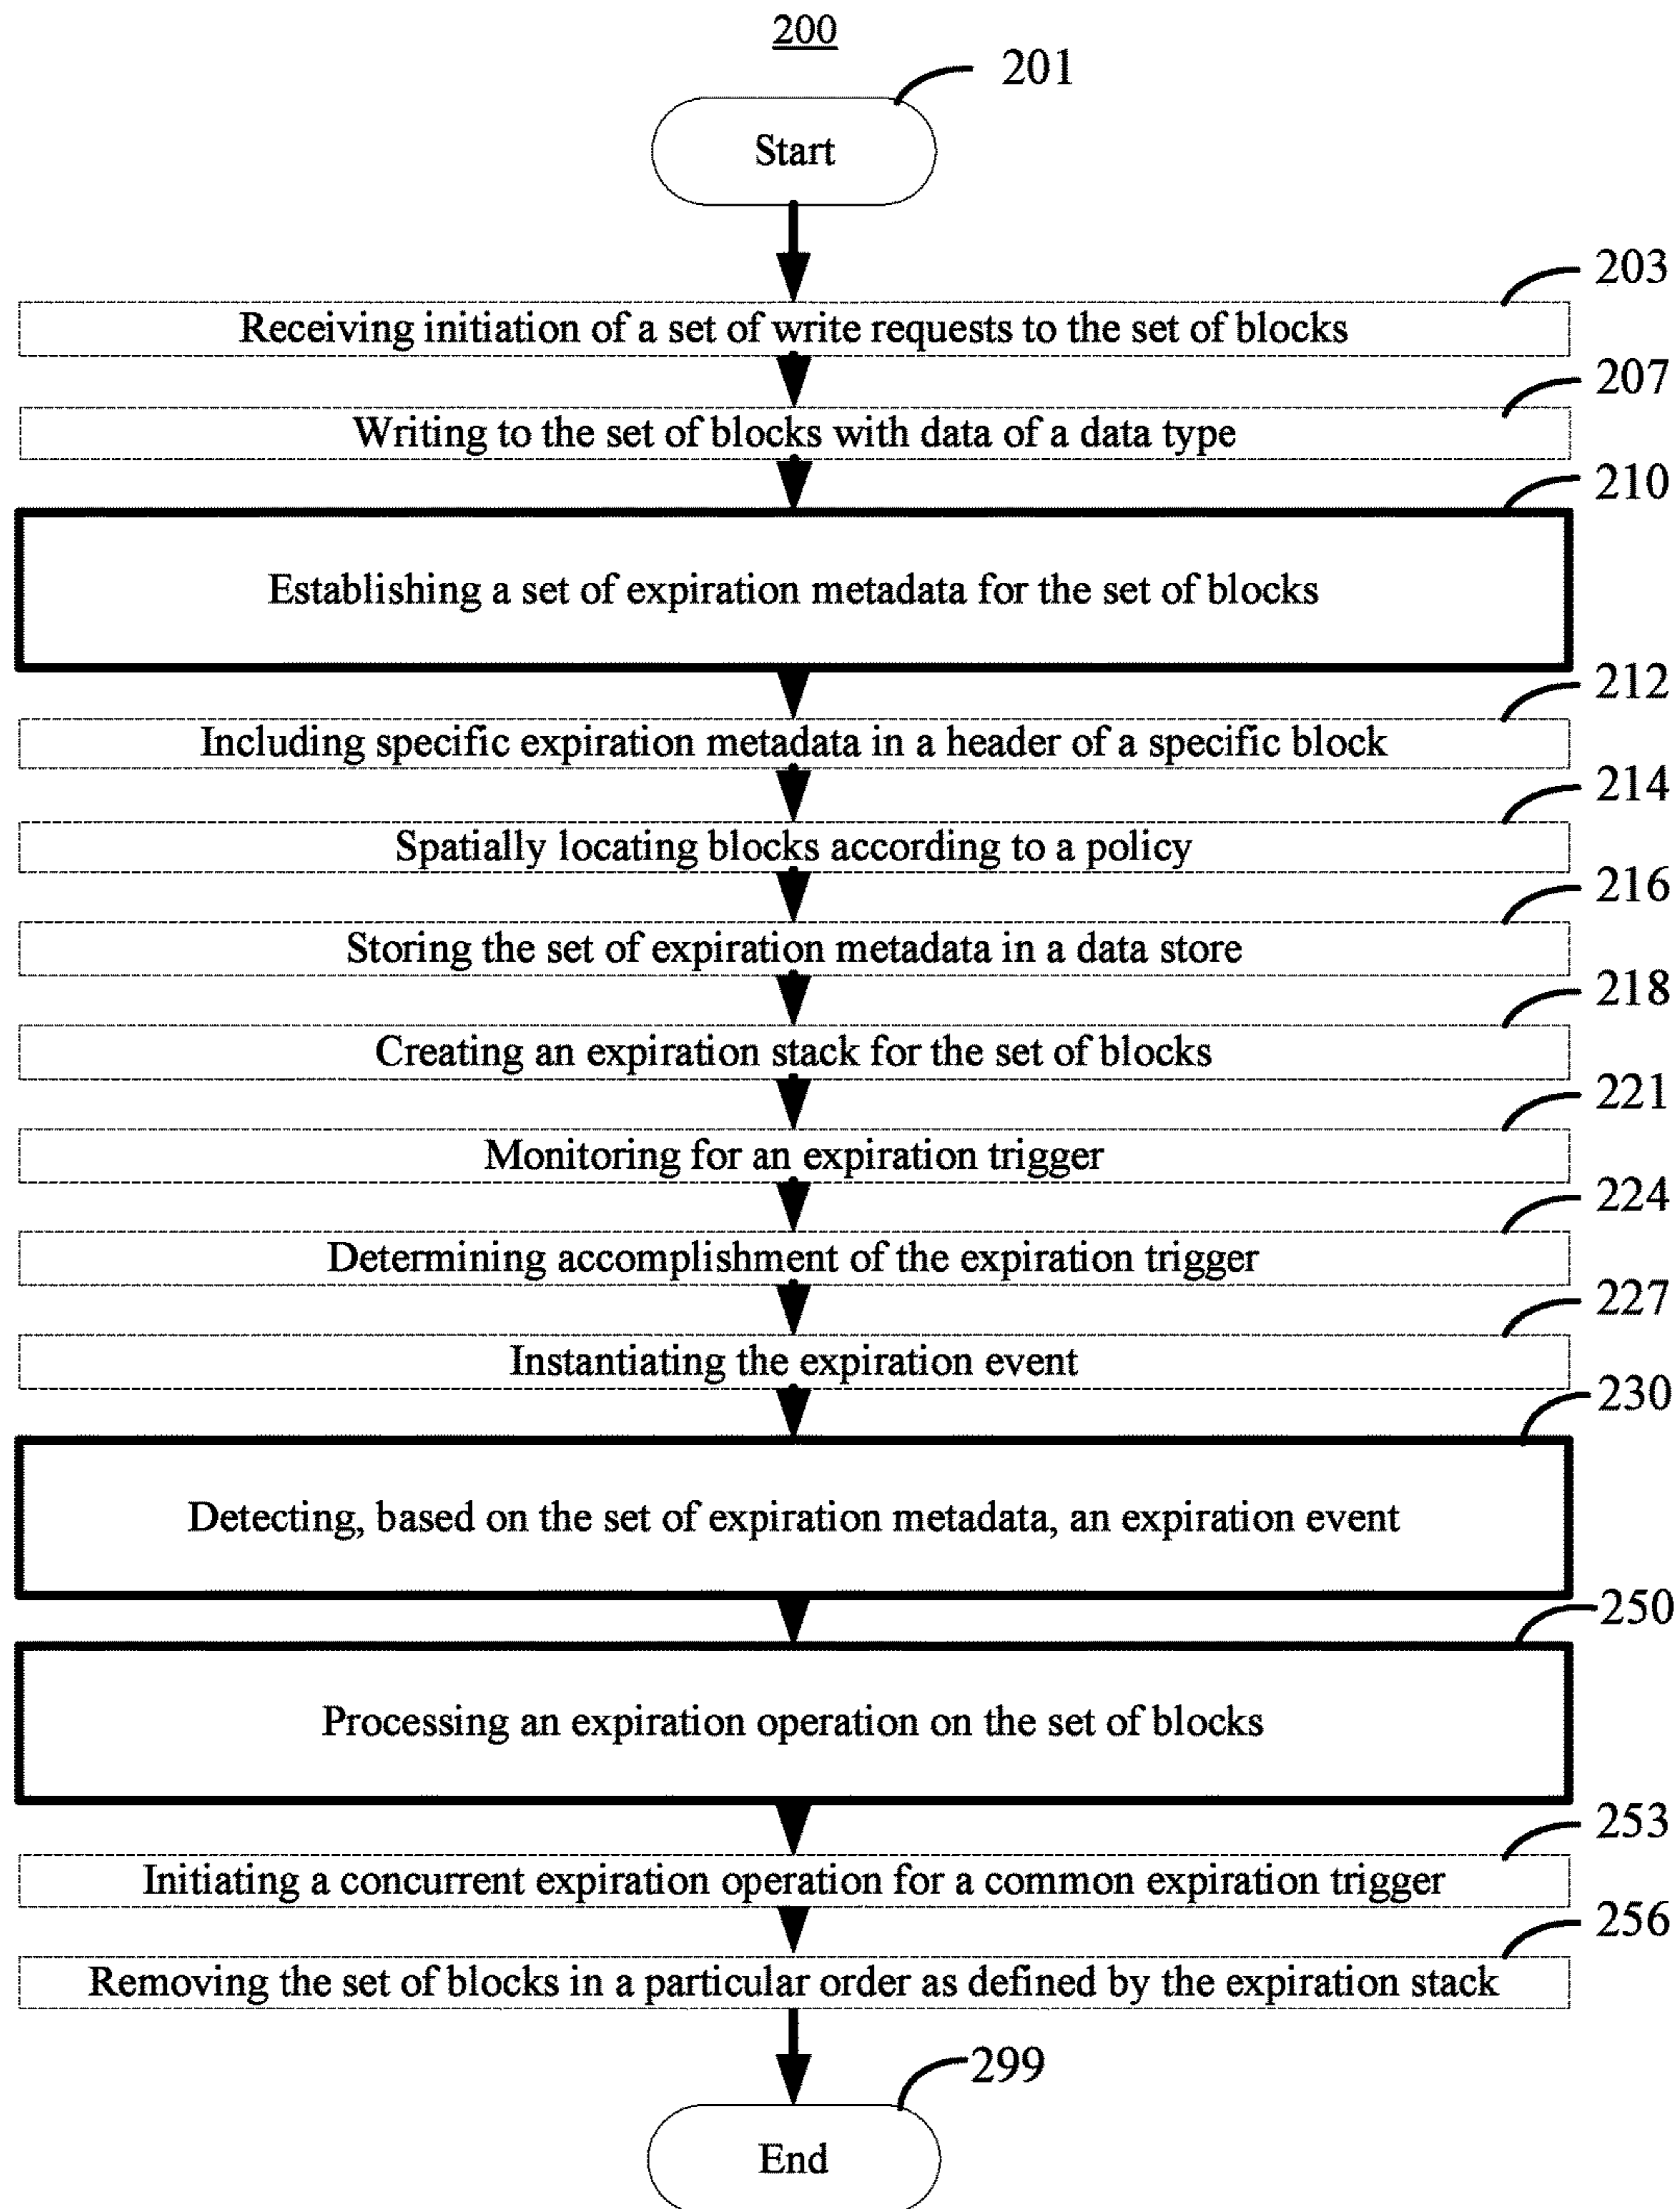 200
201
Start
203
Receiving initiation of a set of write requests to the set of blocks
207
Writing to the set of blocks with data of a data type
210
Establishing a set of expiration metadata for the set of blocks
212
Including specific expiration metadata in a header of a specific block
214
Spatially locating blocks according to a policy
216
Storing the set of expiration metadata in a data store
218
Creating an expiration stack for the set of blocks
221
Monitoring for an expiration trigger
224
Determining accomplishment of the expiration trigger
227
Instantiating the expiration event
230
Detecting, based on the set of expiration metadata, an expiration event
250
Processing an expiration operation on the set of blocks
253
Initiating a concurrent expiration operation for a common expiration trigger
256
Removing the set of blocks in a particular order as defined by the expiration stack
299
End